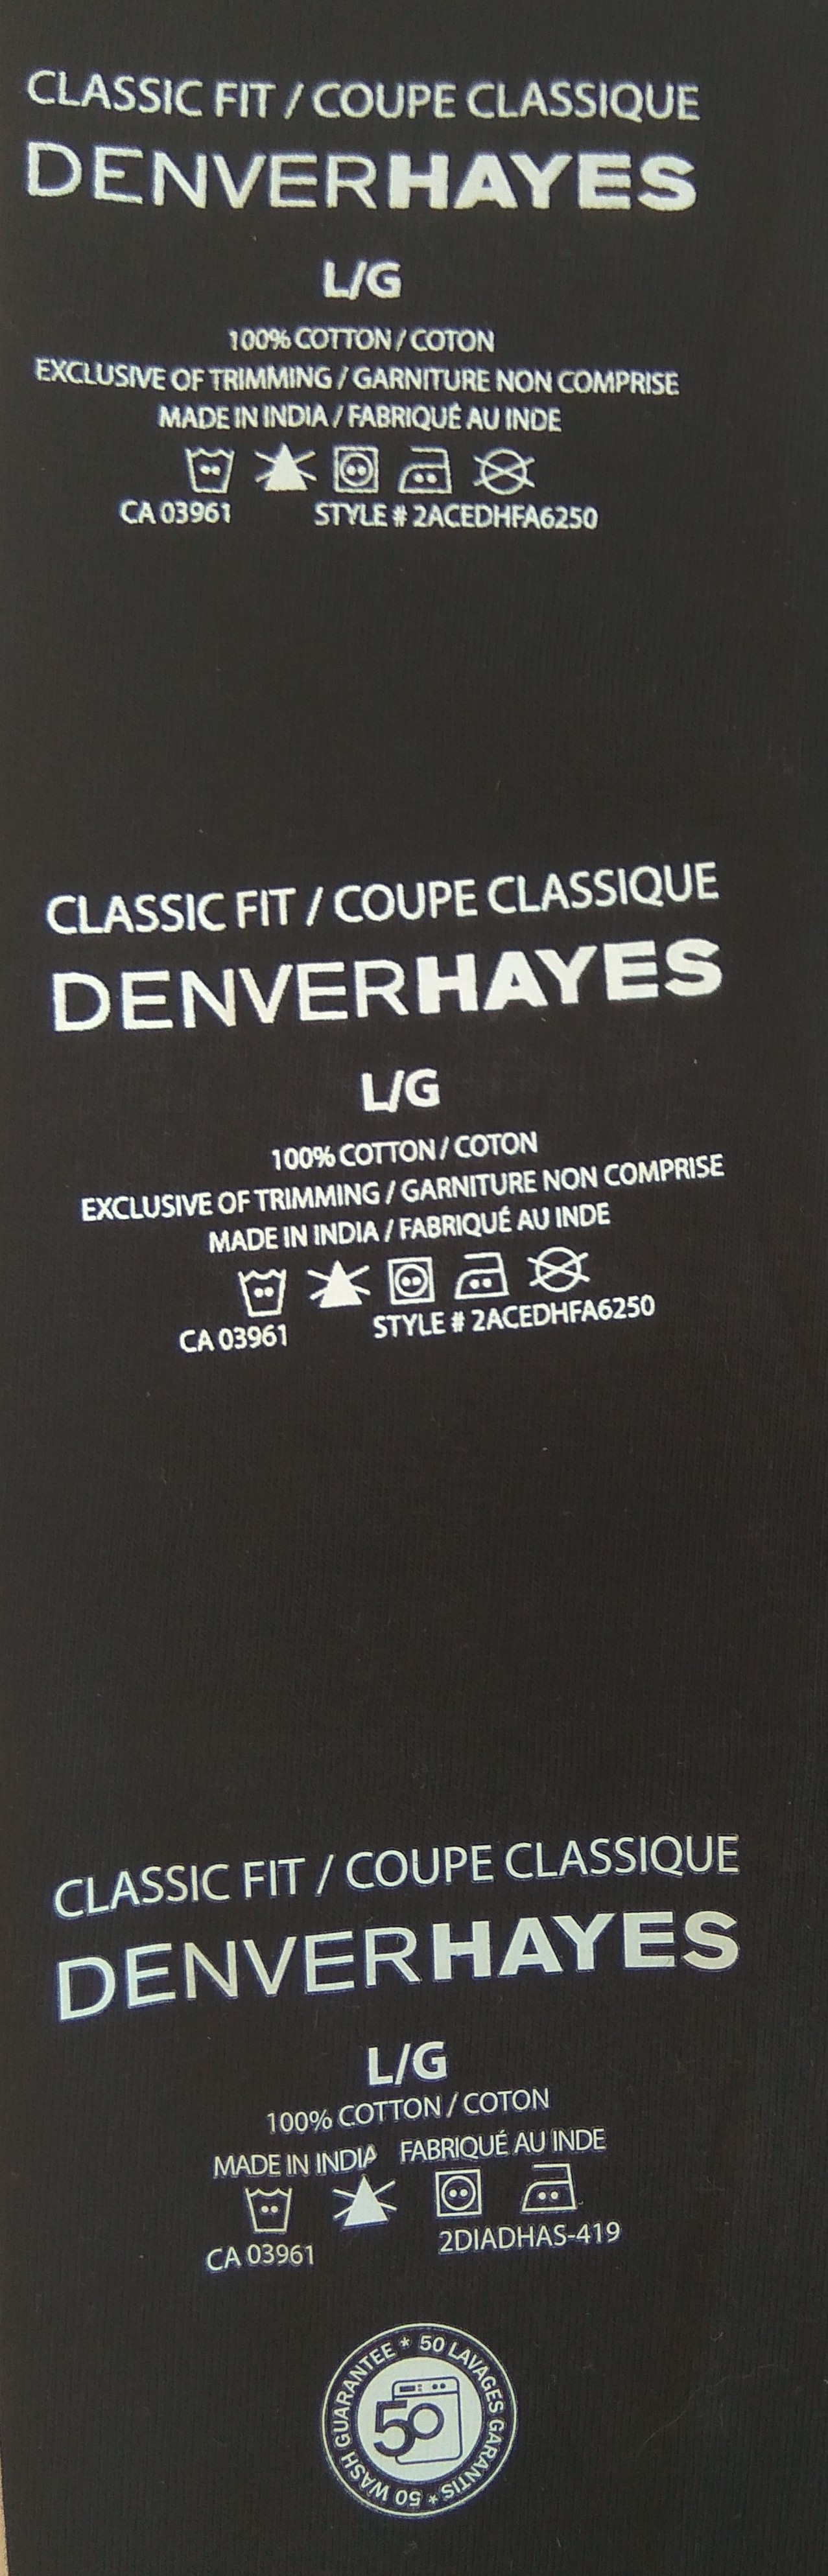 CLASSIC FIT / COUPE CLASSIQUE
DENVERHAYES
L/G
100% COTTON / COTON
EXCLUSIVE OF TRIMMING / GARNITURE NON COMPRISE
MADE IN INDIA / FABRIQUÉ AU INDE
CA 03961 STYLE # 2ACEDHFA6250
CLASSIC FIT / COUPE CLASSIQUE
DENVERHAYES
L/G
100% COTTON / COTON
EXCLUSIVE OF TRIMMING / GARNITURE NON COMPRISE
MADE IN INDIA / FABRIQUÉ AU INDE
CA 03961 STYLE # 2ACEDHFA6250
CLASSIC FIT / COUPE CLASSIQUE
DENVERHAYES
L/G
100% COTTON / COTON
MADE IN INDIA FABRIQUÉ AU INDE
CA 03961 2DIADHAS-419
50 WASH GUARANTEE * 50 LAVAGES GARANTIS *
50